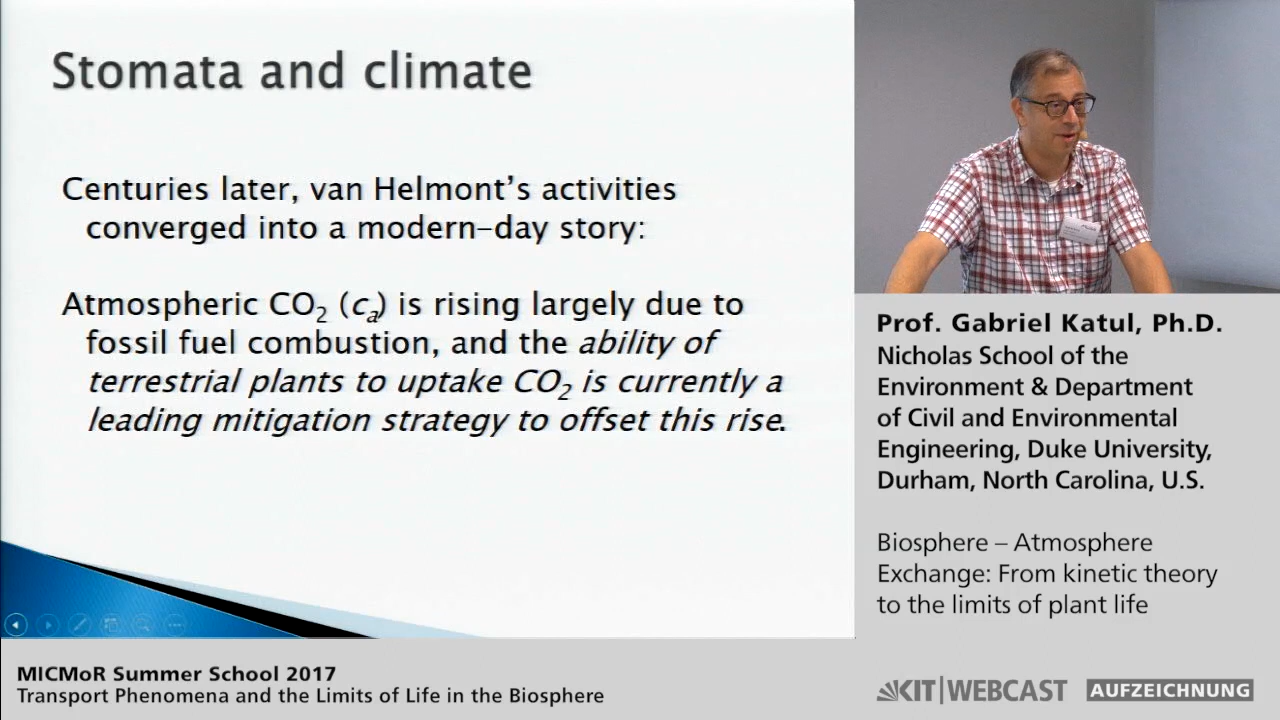 Stomata and climate
Centuries later, van Helmont's activities
converged into a modern-day story:
Atmospheric CO₂ (cₐ) is rising largely due to
fossil fuel combustion, and the ability of
terrestrial plants to uptake CO₂ is currently a
leading mitigation strategy to offset this rise.
Prof. Gabriel Katul, Ph.D.
Nicholas School of the
Environment & Department
of Civil and Environmental
Engineering, Duke University,
Durham, North Carolina, U.S.
Biosphere – Atmosphere
Exchange: From kinetic theory
to the limits of plant life
MICMoR Summer School 2017
Transport Phenomena and the Limits of Life in the Biosphere
KIT|WEBCAST
AUFZEICHNUNG